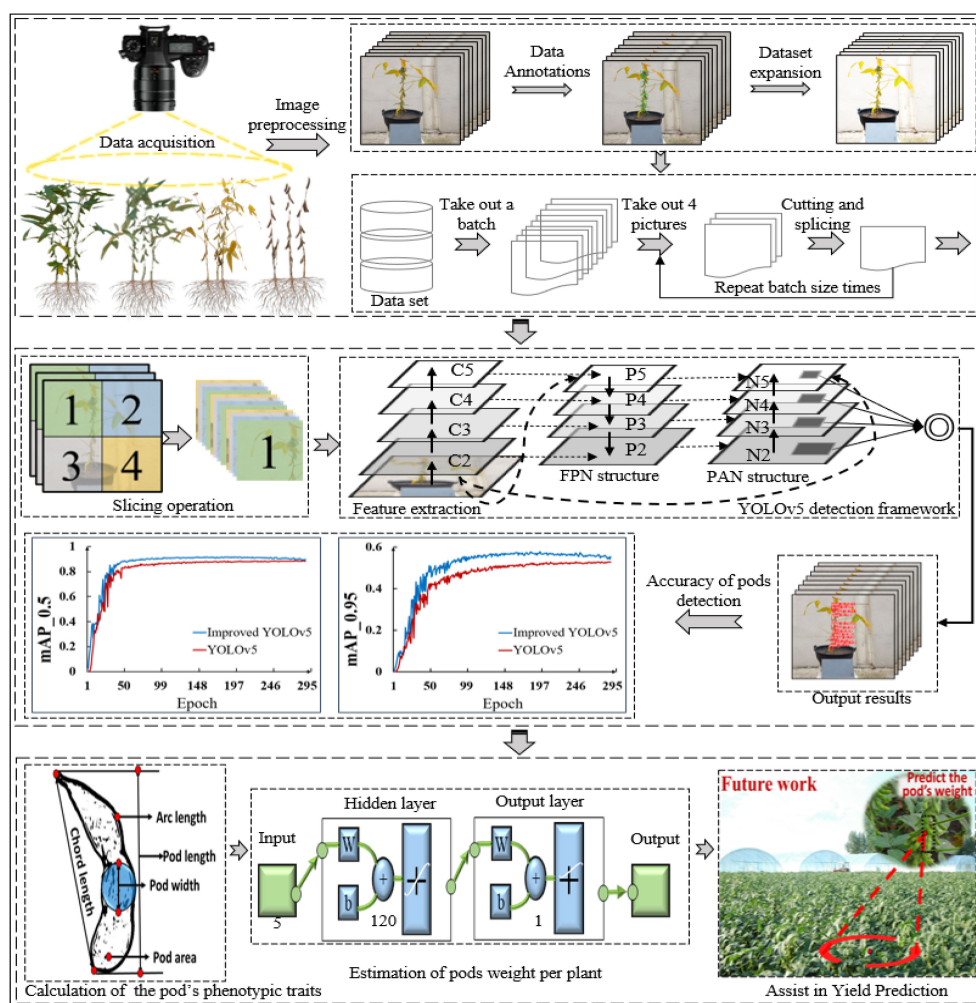 Data acquisition
Image
preprocessing
Data
Annotations
Dataset
expansion
Data set
Take out a
batch
Take out 4
pictures
Cutting and
splicing
Repeat batch size times
1 2
3 4
1
Slicing operation
C5
C4
C3
C2
Feature extraction
P5
P4
P3
P2
FPN structure
N5
N4
N3
N2
PAN structure
YOLOv5 detection framework
mAP_0.5
1
0.8
0.6
0.4
0.2
0
1 50 99 148 197 246 295
Epoch
Improved YOLOv5
YOLOv5
mAP_0.95
0.6
0.4
0.2
0
1 50 99 148 197 246 295
Epoch
Improved YOLOv5
YOLOv5
Accuracy of pods
detection
Output results
Chord length
Arc length
Pod length
Pod width
Pod area
Calculation of the pod's phenotypic traits
Input
5
Hidden layer
W
b
+
120
Output layer
W
b
+
1
Output
Estimation of pods weight per plant
Future work
Predict the
pod's weight
Assist in Yield Prediction